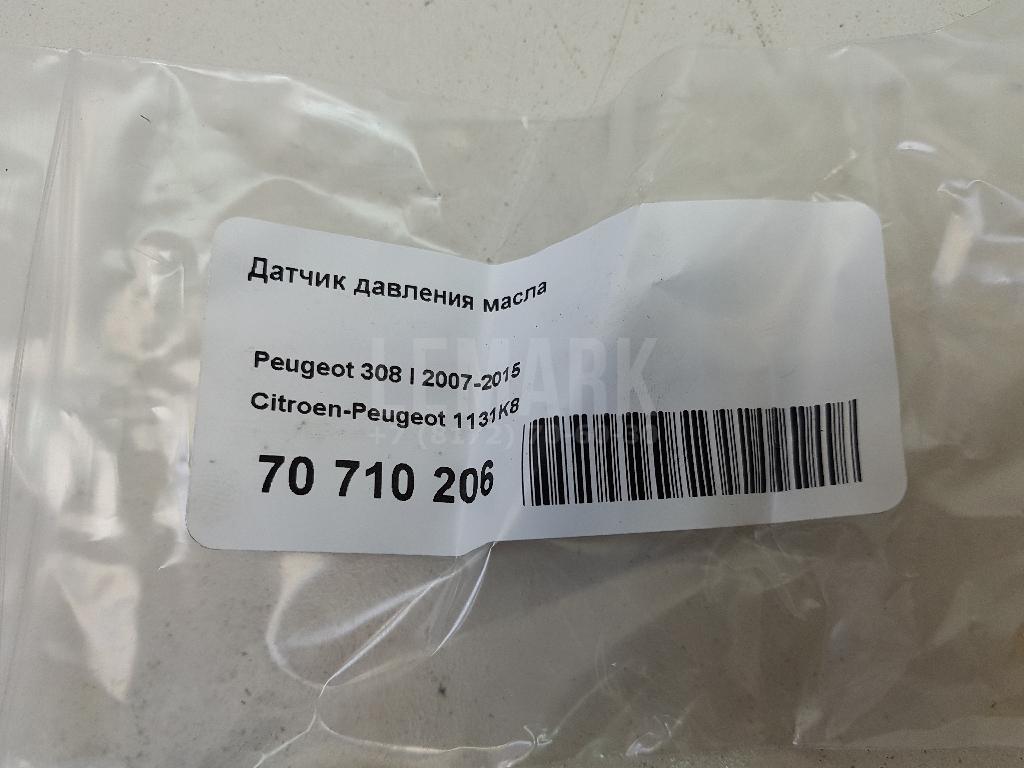 Датчик давления масла
Peugeot 308 I 2007-2015
Citroen-Peugeot 1131K8
70 710 206
LEMARK